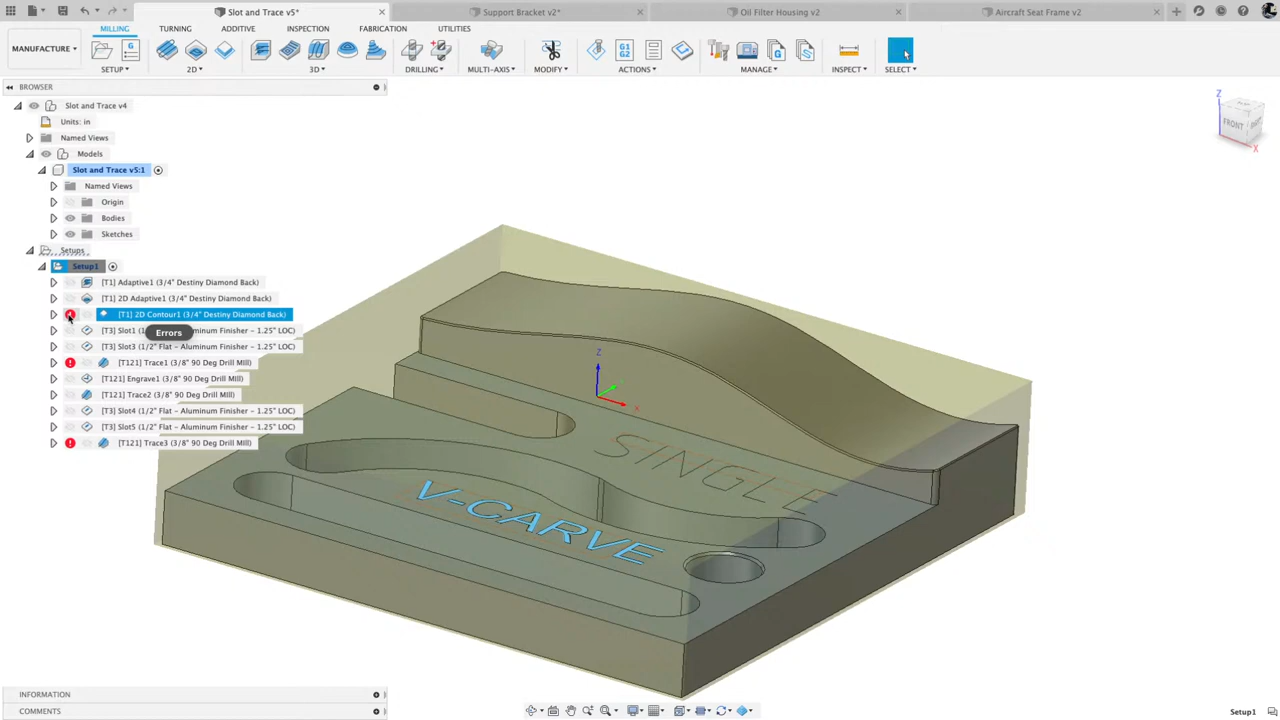 Slot and Trace v5*
Support Bracket v2*
Oil Filter Housing v2
Aircraft Seat Frame v2
MANUFACTURE
MILLING
TURNING
ADDITIVE
INSPECTION
FABRICATION
UTILITIES
SETUP
2D
3D
DRILLING
MULTI-AXIS
MODIFY
G1
G2
ACTIONS
MANAGE
INSPECT
SELECT
BROWSER
Slot and Trace v4
Units: in
Named Views
Models
Slot and Trace v5:1
Named Views
Origin
Bodies
Sketches
Setups
Setup1
[T1] Adaptive1 (3/4" Destiny Diamond Back)
[T1] 2D Adaptive1 (3/4" Destiny Diamond Back)
[T1] 2D Contour1 (3/4" Destiny Diamond Back)
[T3] Slot1 (1 Aluminum Finisher - 1.25" LOC)
Errors
[T3] Slot3 (1/2" Flat - Aluminum Finisher - 1.25" LOC)
[T121] Trace1 (3/8" 90 Deg Drill Mill)
[T121] Engrave1 (3/8" 90 Deg Drill Mill)
[T121] Trace2 (3/8" 90 Deg Drill Mill)
[T3] Slot4 (1/2" Flat - Aluminum Finisher - 1.25" LOC)
[T3] Slot5 (1/2" Flat - Aluminum Finisher - 1.25" LOC)
[T121] Trace3 (3/8" 90 Deg Drill Mill)
Z
FRONT
RIGHT
X
Z
X
SINGLE
V-CARVE
INFORMATION
COMMENTS
Setup1